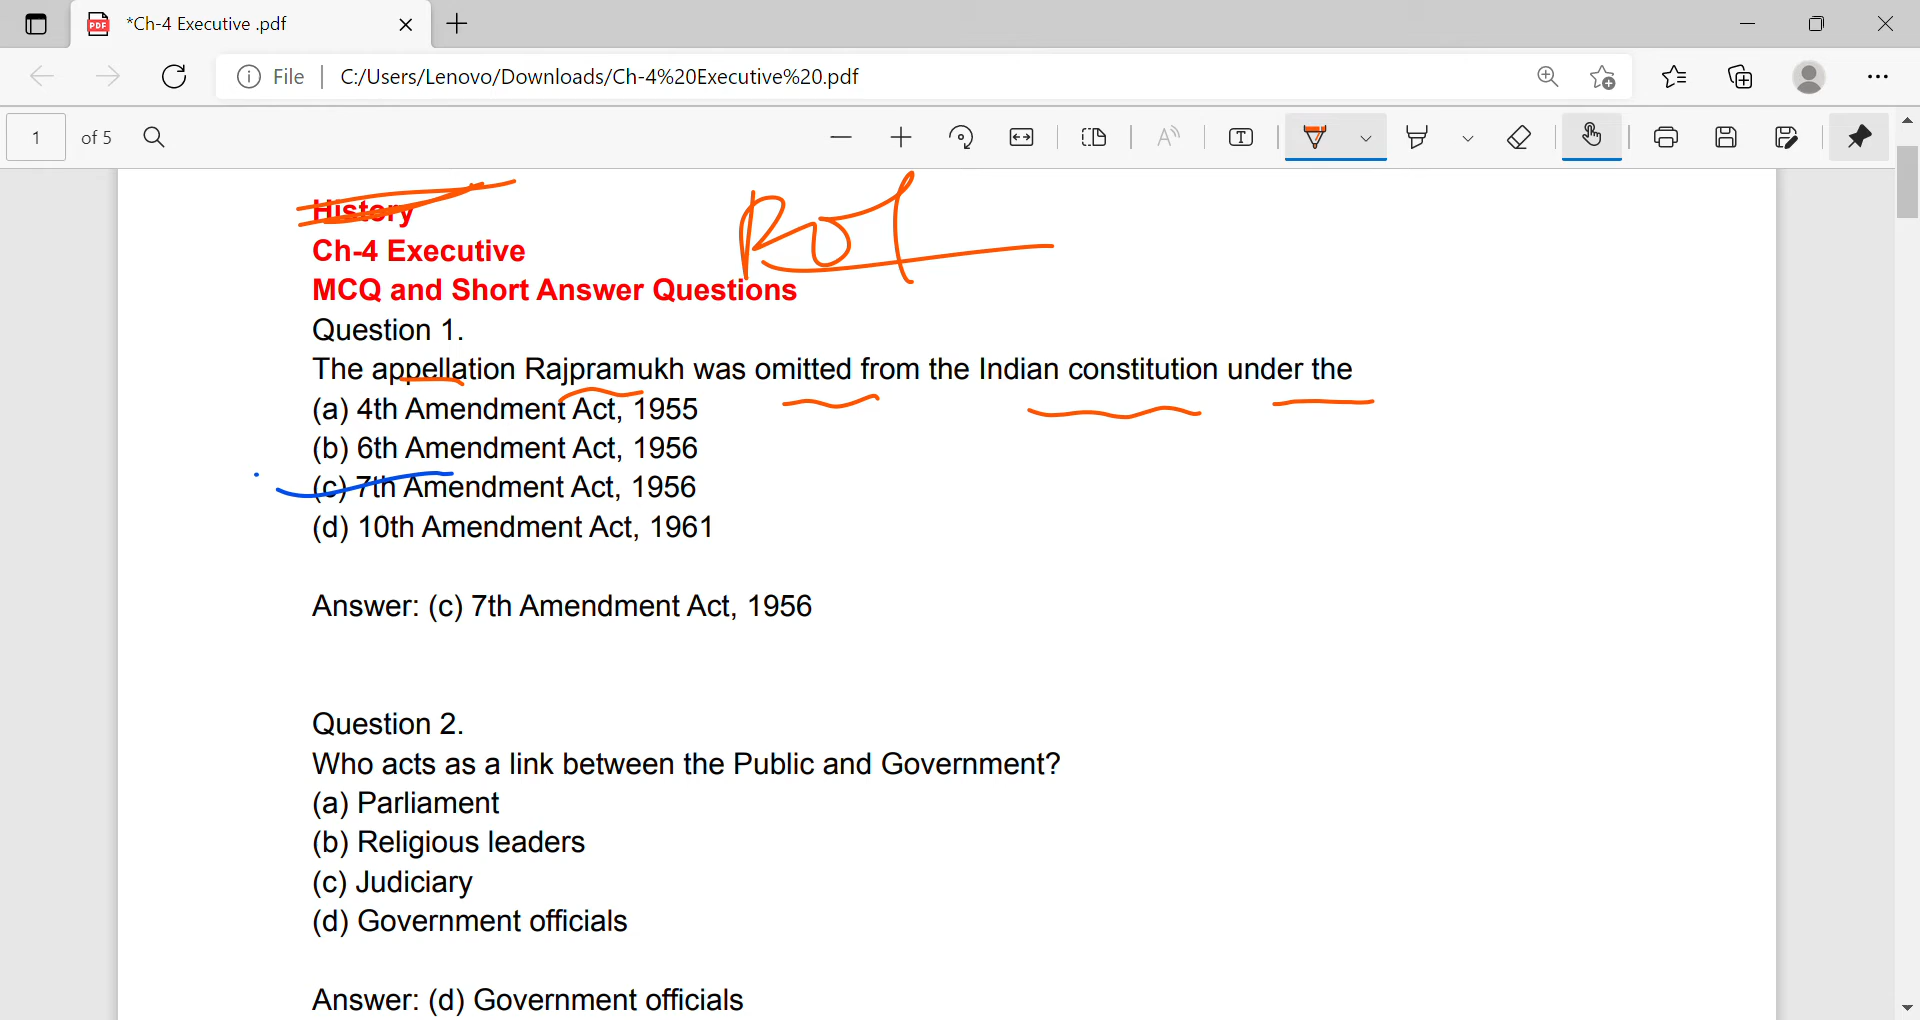 *Ch-4 Executive .pdf
File
C:/Users/Lenovo/Downloads/Ch-4%20Executive%20.pdf
1 of 5
History
Ch-4 Executive
MCQ and Short Answer Questions
Question 1.
The appellation Rajpramukh was omitted from the Indian constitution under the
(a) 4th Amendment Act, 1955
(b) 6th Amendment Act, 1956
(c) 7th Amendment Act, 1956
(d) 10th Amendment Act, 1961
Answer: (c) 7th Amendment Act, 1956
Question 2.
Who acts as a link between the Public and Government?
(a) Parliament
(b) Religious leaders
(c) Judiciary
(d) Government officials
Answer: (d) Government officials